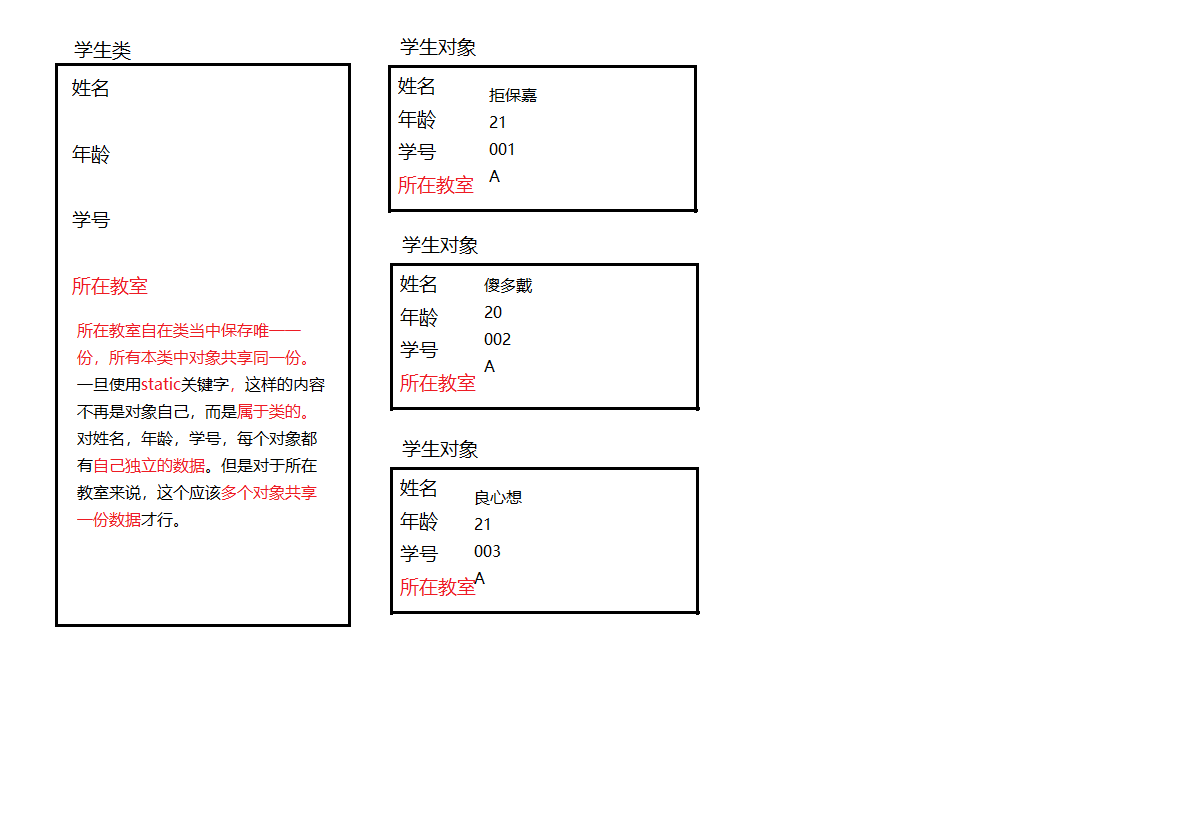 学生类
姓名
年龄
学号
所在教室
所在教室自在类当中保存唯一一
份，所有本类中对象共享同一份。
一旦使用static关键字，这样的内容
不再是对象自己，而是属于类的。
对姓名，年龄，学号，每个对象都
有自己独立的数据。但是对于所在
教室来说，这个应该多个对象共享
一份数据才行。
学生对象
姓名 拒保嘉
年龄 21
学号 001
所在教室 A
学生对象
姓名 傻多戴
年龄 20
学号 002
所在教室 A
学生对象
姓名 良心想
年龄 21
学号 003
所在教室 A